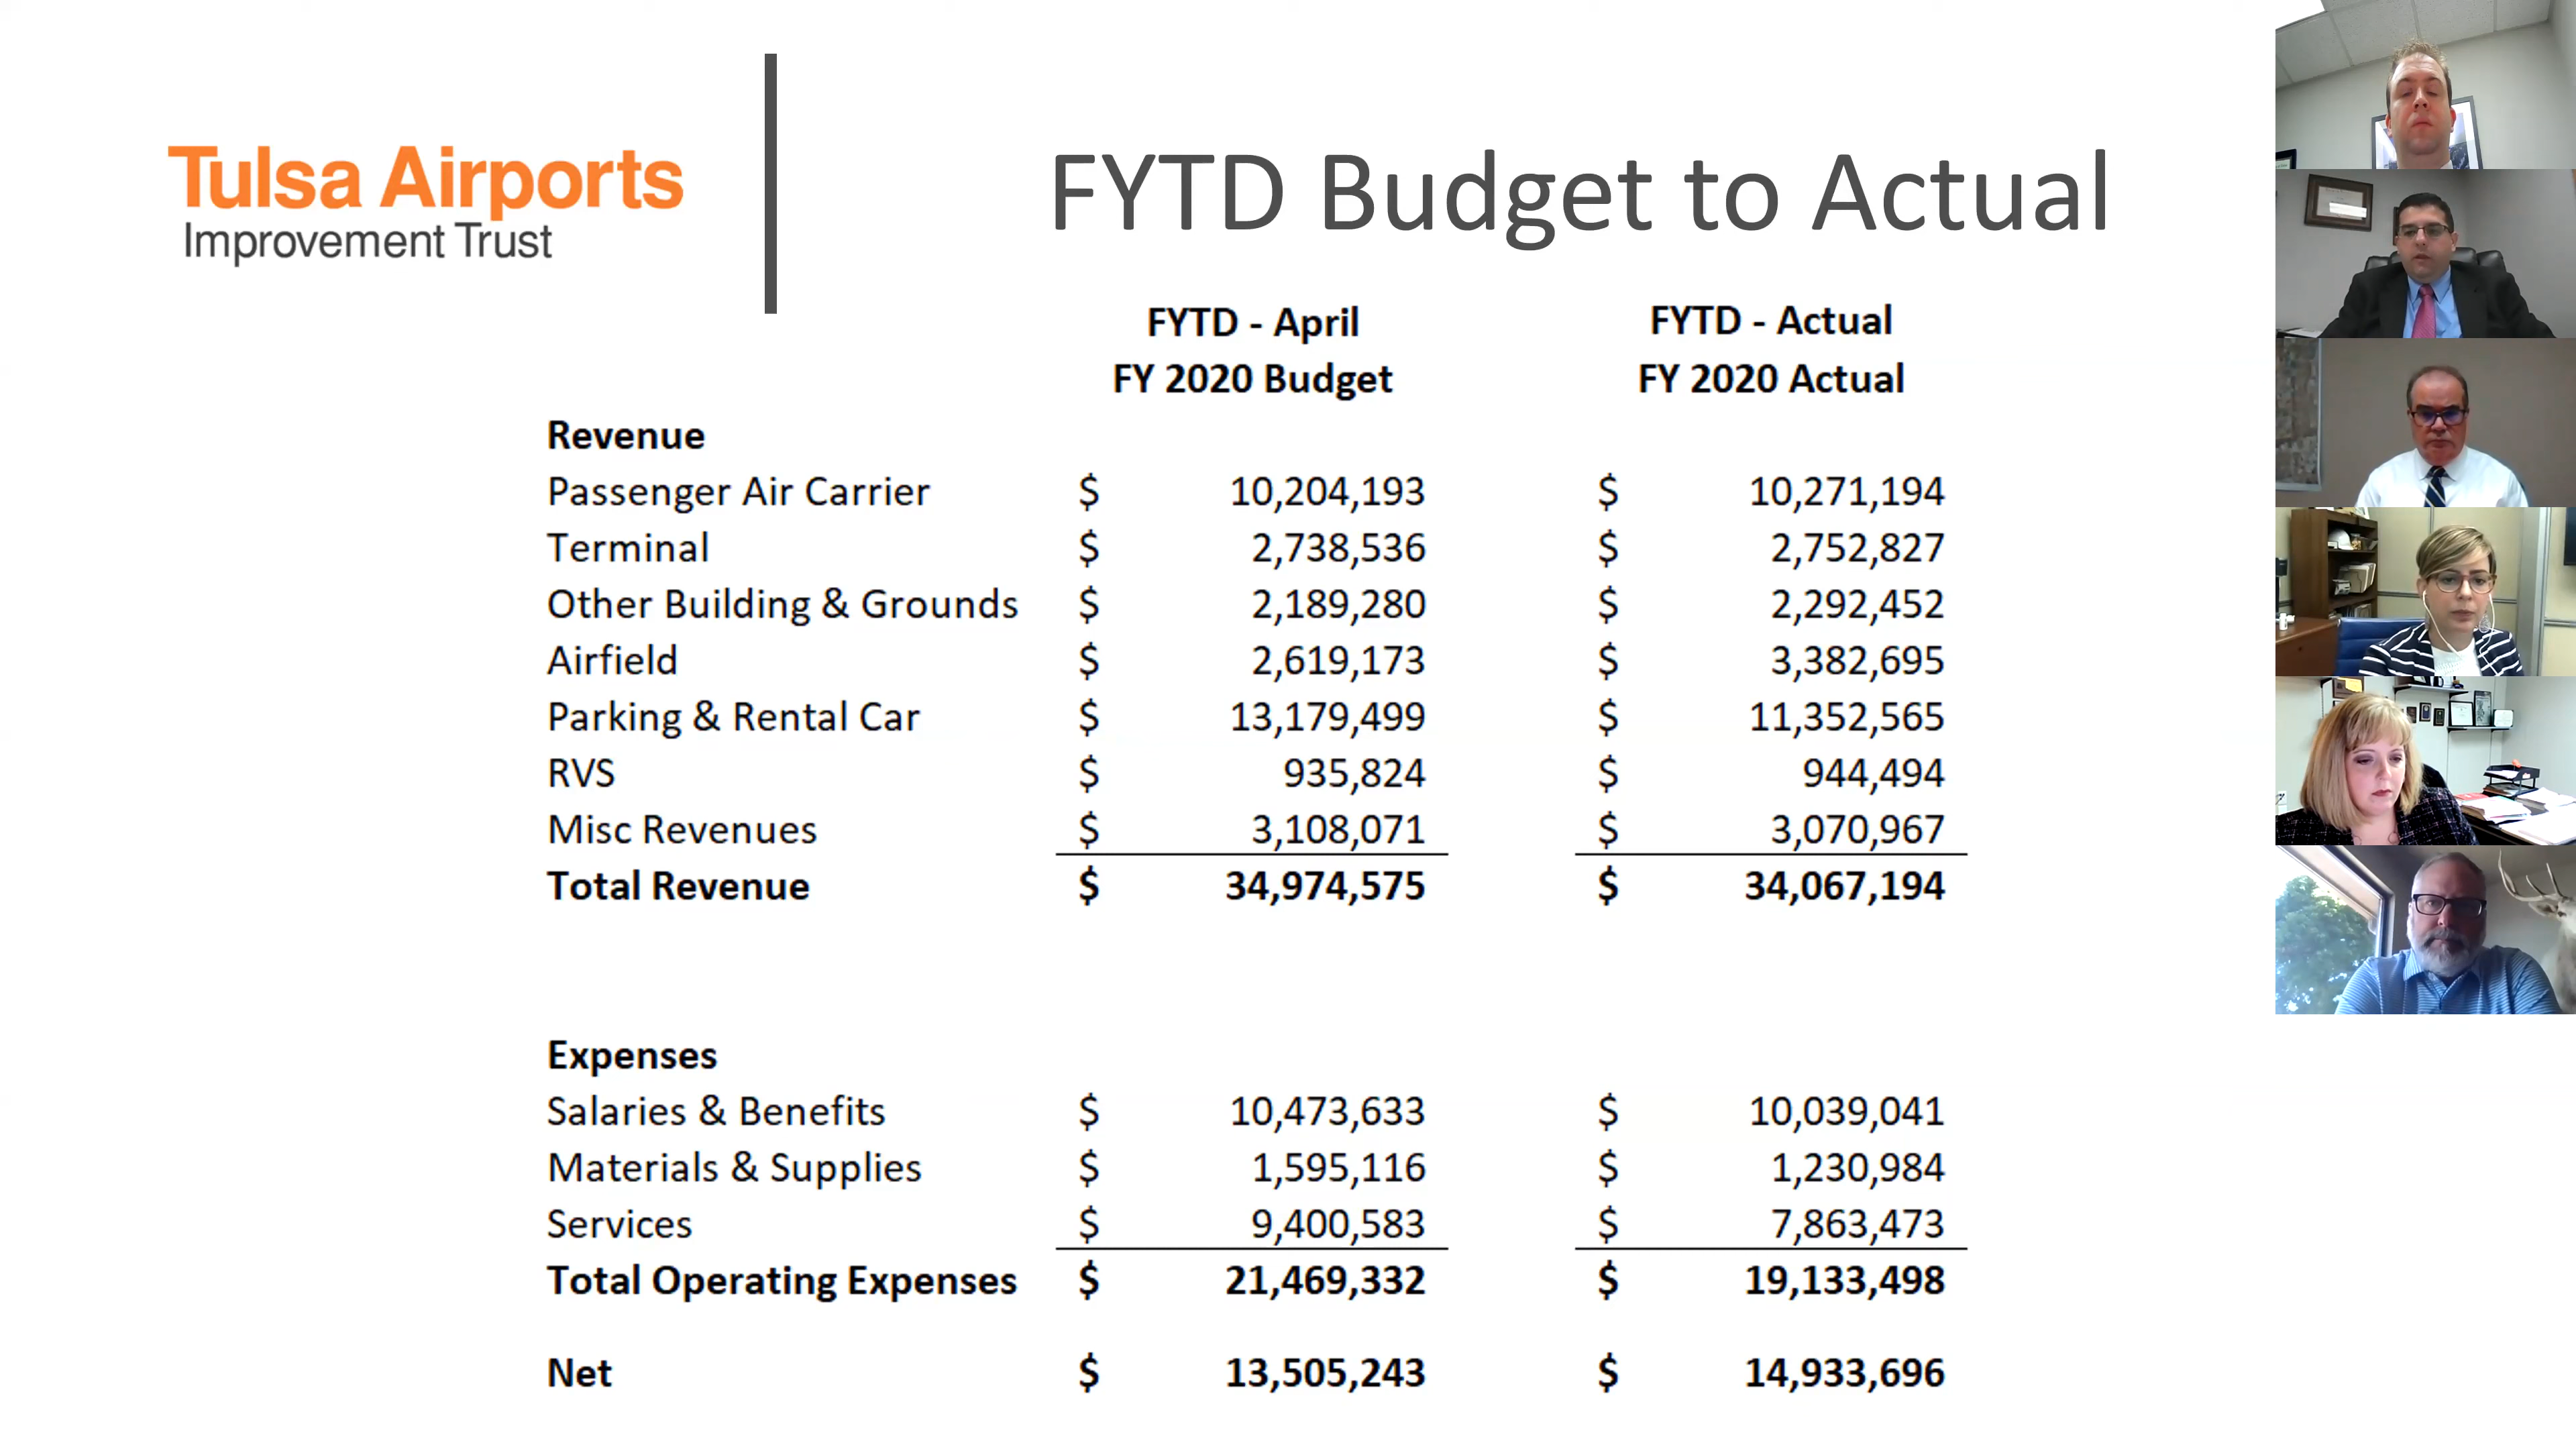 Tulsa Airports
Improvement Trust
FYTD Budget to Actual
FYTD - April FYTD - Actual
FY 2020 Budget FY 2020 Actual
Revenue
Passenger Air Carrier $ 10,204,193 $ 10,271,194
Terminal $ 2,738,536 $ 2,752,827
Other Building & Grounds $ 2,189,280 $ 2,292,452
Airfield $ 2,619,173 $ 3,382,695
Parking & Rental Car $ 13,179,499 $ 11,352,565
RVS $ 935,824 $ 944,494
Misc Revenues $ 3,108,071 $ 3,070,967
Total Revenue $ 34,974,575 $ 34,067,194
Expenses
Salaries & Benefits $ 10,473,633 $ 10,039,041
Materials & Supplies $ 1,595,116 $ 1,230,984
Services $ 9,400,583 $ 7,863,473
Total Operating Expenses $ 21,469,332 $ 19,133,498
Net $ 13,505,243 $ 14,933,696